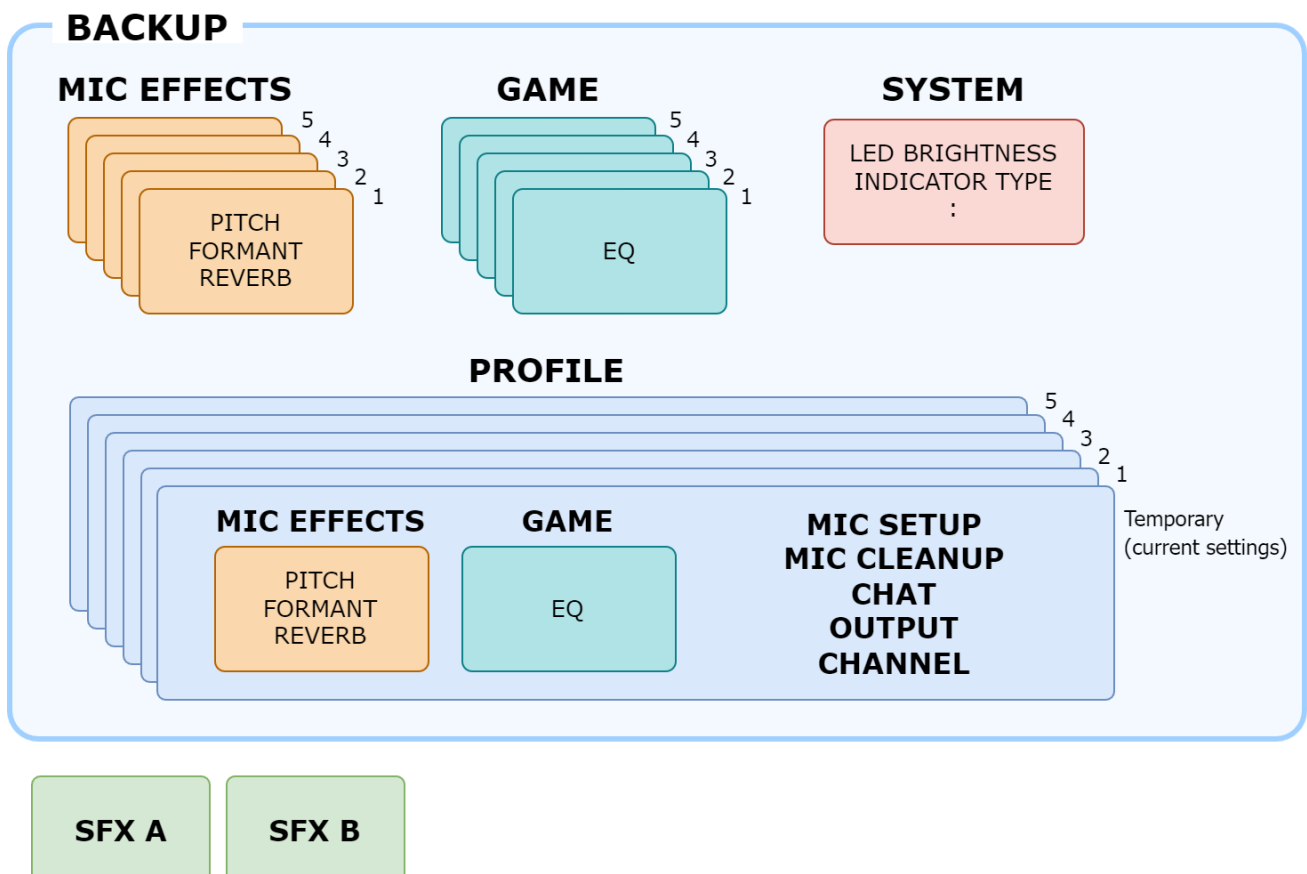 BACKUP
MIC EFFECTS
5
4
3
2
1
PITCH
FORMANT
REVERB
GAME
5
4
3
2
1
EQ
SYSTEM
LED BRIGHTNESS
INDICATOR TYPE
:
PROFILE
5
4
3
2
1
Temporary
(current settings)
MIC EFFECTS
PITCH
FORMANT
REVERB
GAME
EQ
MIC SETUP
MIC CLEANUP
CHAT
OUTPUT
CHANNEL
SFX A
SFX B